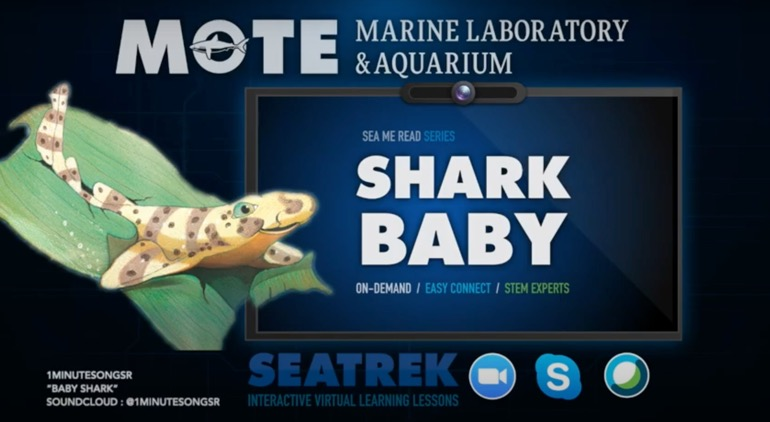 MOTE
MARINE LABORATORY
& AQUARIUM
SEA ME READ SERIES
SHARK
BABY
ON-DEMAND / EASY CONNECT / STEM EXPERTS
SEATREK
INTERACTIVE VIRTUAL LEARNING LESSONS
1MINUTESONGSR
"BABY SHARK"
SOUNDCLOUD : @1MINUTESONGSR